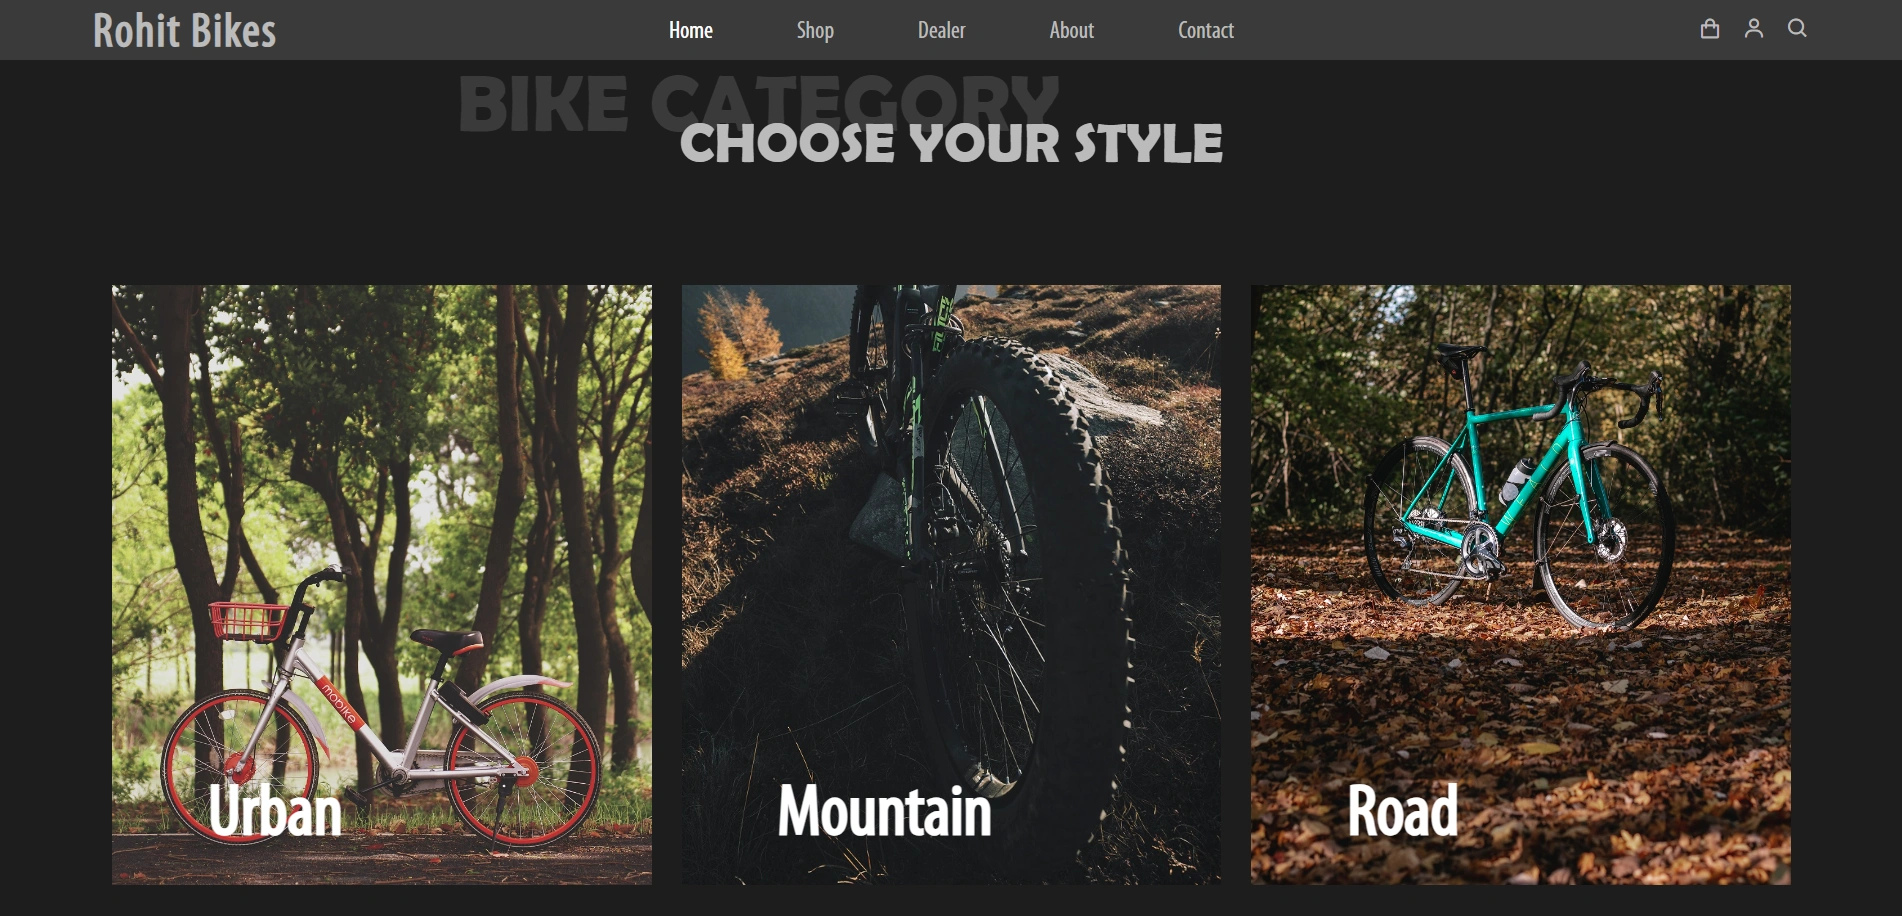 Rohit Bikes
Home
Shop
Dealer
About
Contact
BIKE CATEGORY
CHOOSE YOUR STYLE
mobike
Urban
Mountain
Road